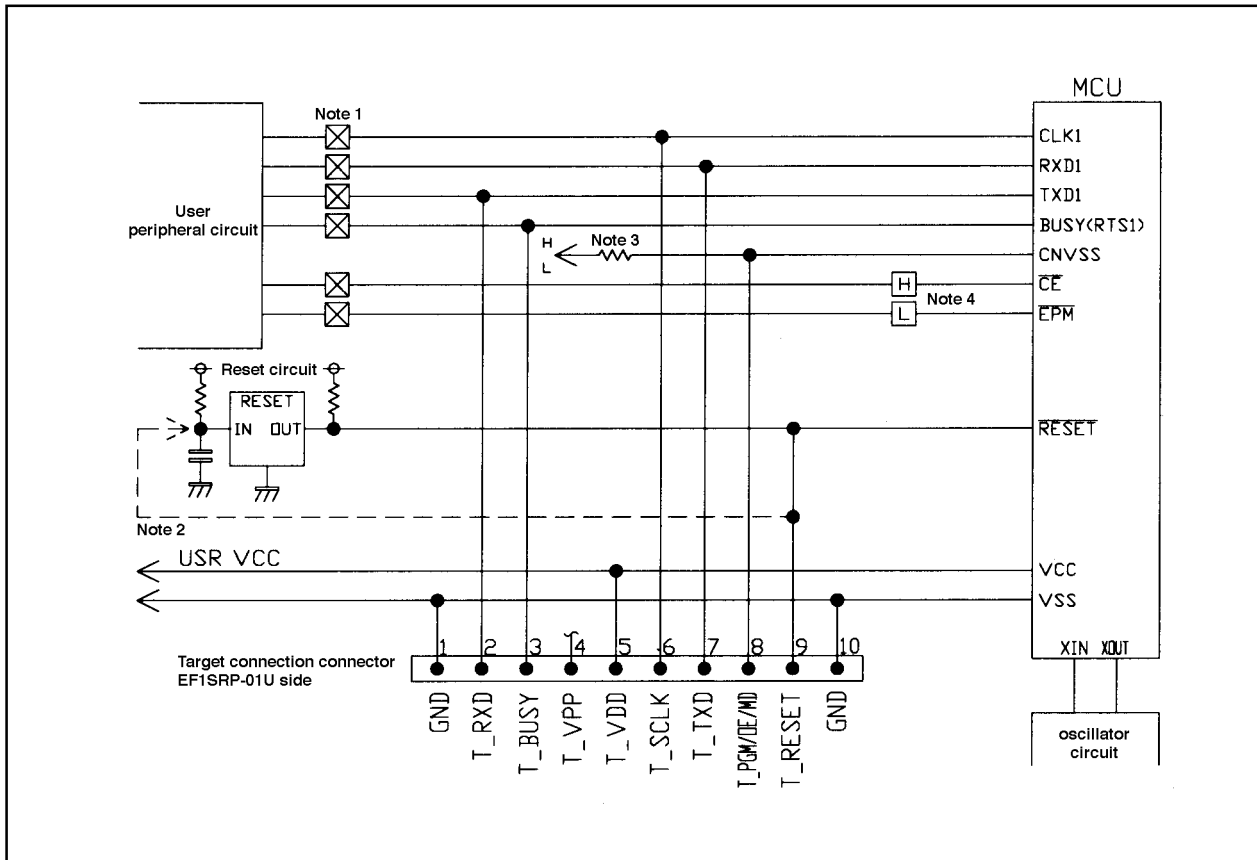 MCU
Note 1
CLK1
RXD1
TXD1
BUSY(RTS1)
CNVSS
CE
EPM
User
peripheral circuit
H
L
Note 3
H
L
Note 4
Reset circuit
RESET
IN OUT
RESET
Note 2
USR VCC
VCC
VSS
1 2 3 4 5 6 7 8 9 10
Target connection connector
EF1SRP-01U side
XIN XOUT
GND
T_RXD
T_BUSY
T_VPP
T_VDD
T_SCLK
T_TXD
T_PGM/OE/MD
T_RESET
GND
oscillator
circuit